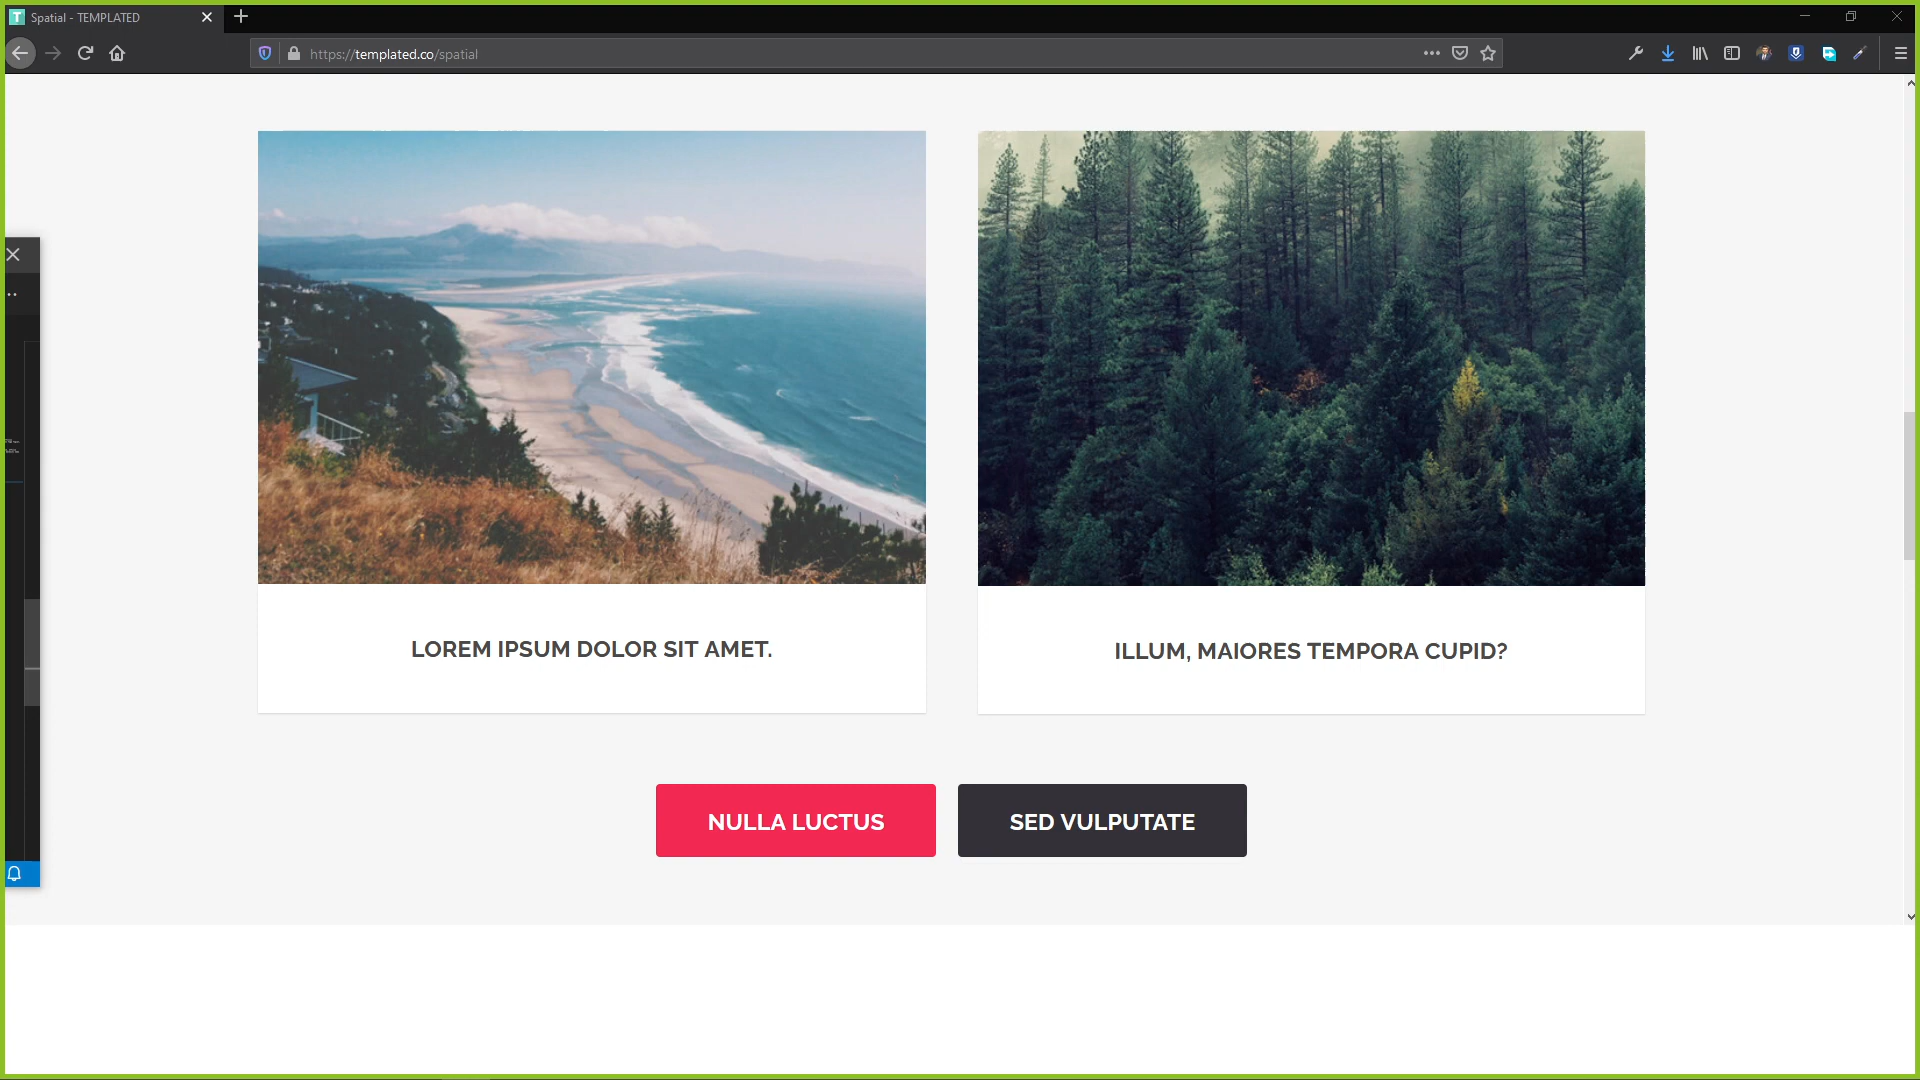 Spatial - TEMPLATED
https://templated.co/spatial
LOREM IPSUM DOLOR SIT AMET.
ILLUM, MAIORES TEMPORA CUPID?
NULLA LUCTUS
SED VULPUTATE